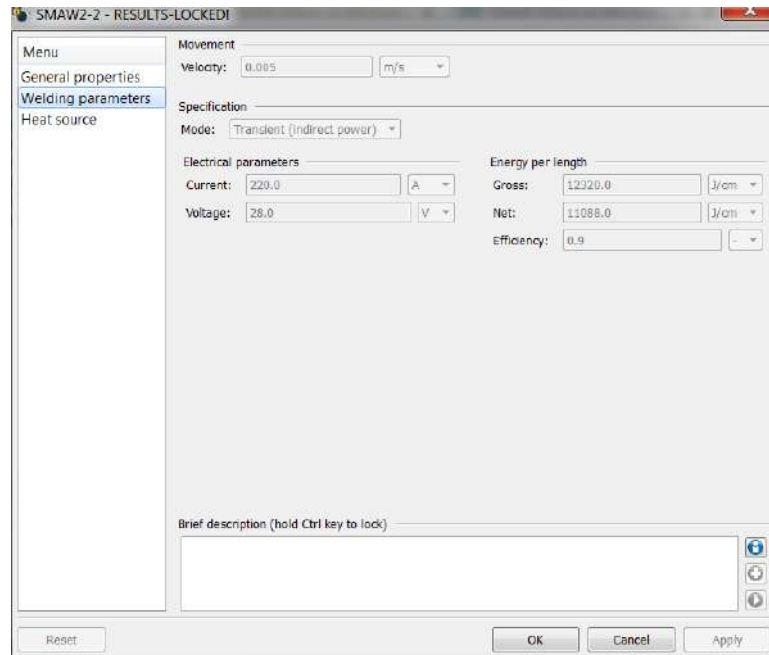 SMAW2-2 - RESULTS-LOCKED!
Menu
General properties
Welding parameters
Heat source
Movement
Velocity: 0.005 m/s
Specification
Mode: Transient (indirect power)
Electrical parameters
Current: 220.0 A
Voltage: 28.0 V
Energy per length
Gross: 12320.0 J/cm
Net: 11088.0 J/cm
Efficiency: 0.9 -
Brief description (hold Ctrl key to lock)
Reset OK Cancel Apply